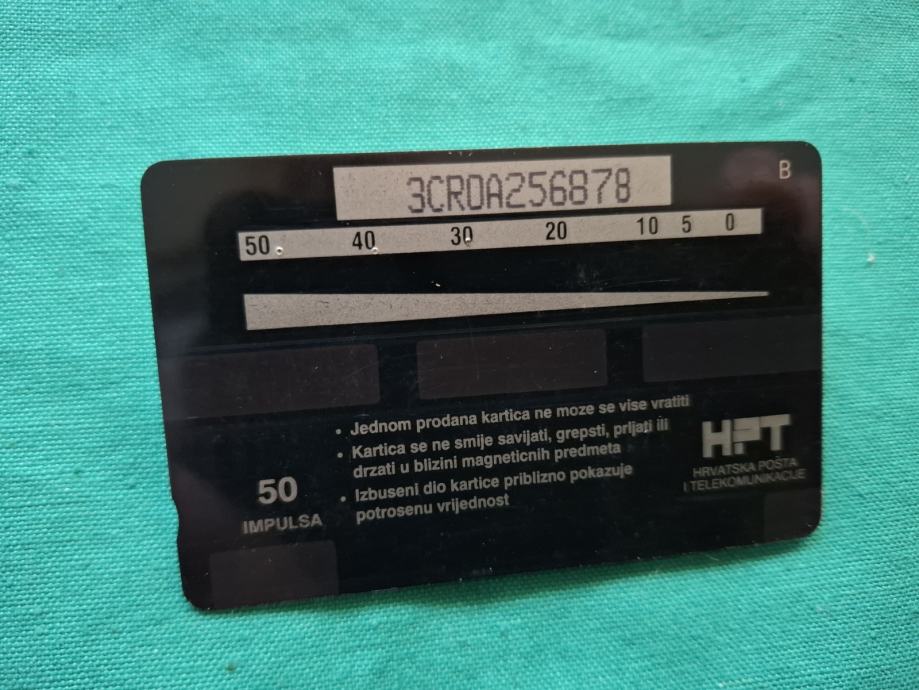 B
3CRDA256878
50 40 30 20 10 5 0
• Jednom prodana kartica ne moze se vise vratiti
• Kartica se ne smije savijati, grepsti, prljati ili
drzati u blizini magneticnih predmeta
• Izbuseni dio kartice priblizno pokazuje
potrosenu vrijednost
50
IMPULSA
HPT
HRVATSKA POŠTA
I TELEKOMUNIKACIJE